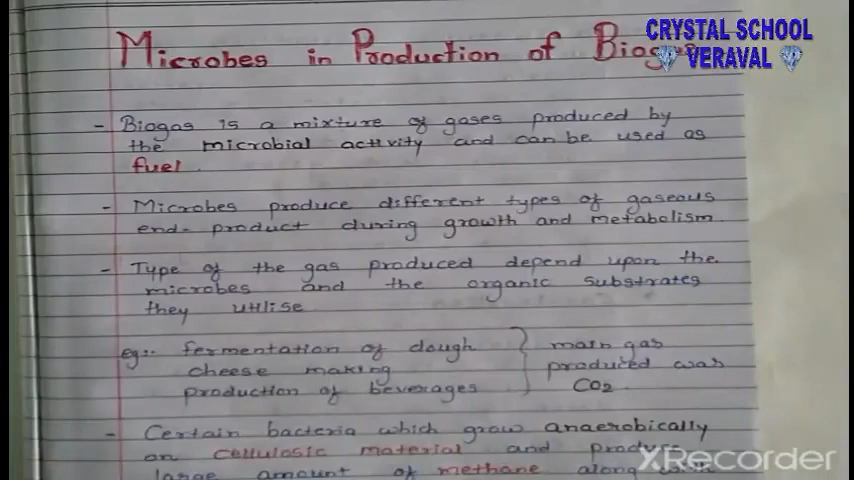 CRYSTAL SCHOOL
VERAVAL
Microbes in Production of
- Biogas is a mixture of gases produced by
the microbial activity and can be used as
fuel.
- Microbes produce different types of gaseous
end-product during growth and metabolism
- Type of the gas produced depend upon the
microbes and the organic substrates
they utilise
eg:- fermentation of dough
cheese making
production of beverages
main gas
produced was
CO2
- Certain bacteria which grow anaerobically
on cellulosic material and
large amount of methane along
XRecorder